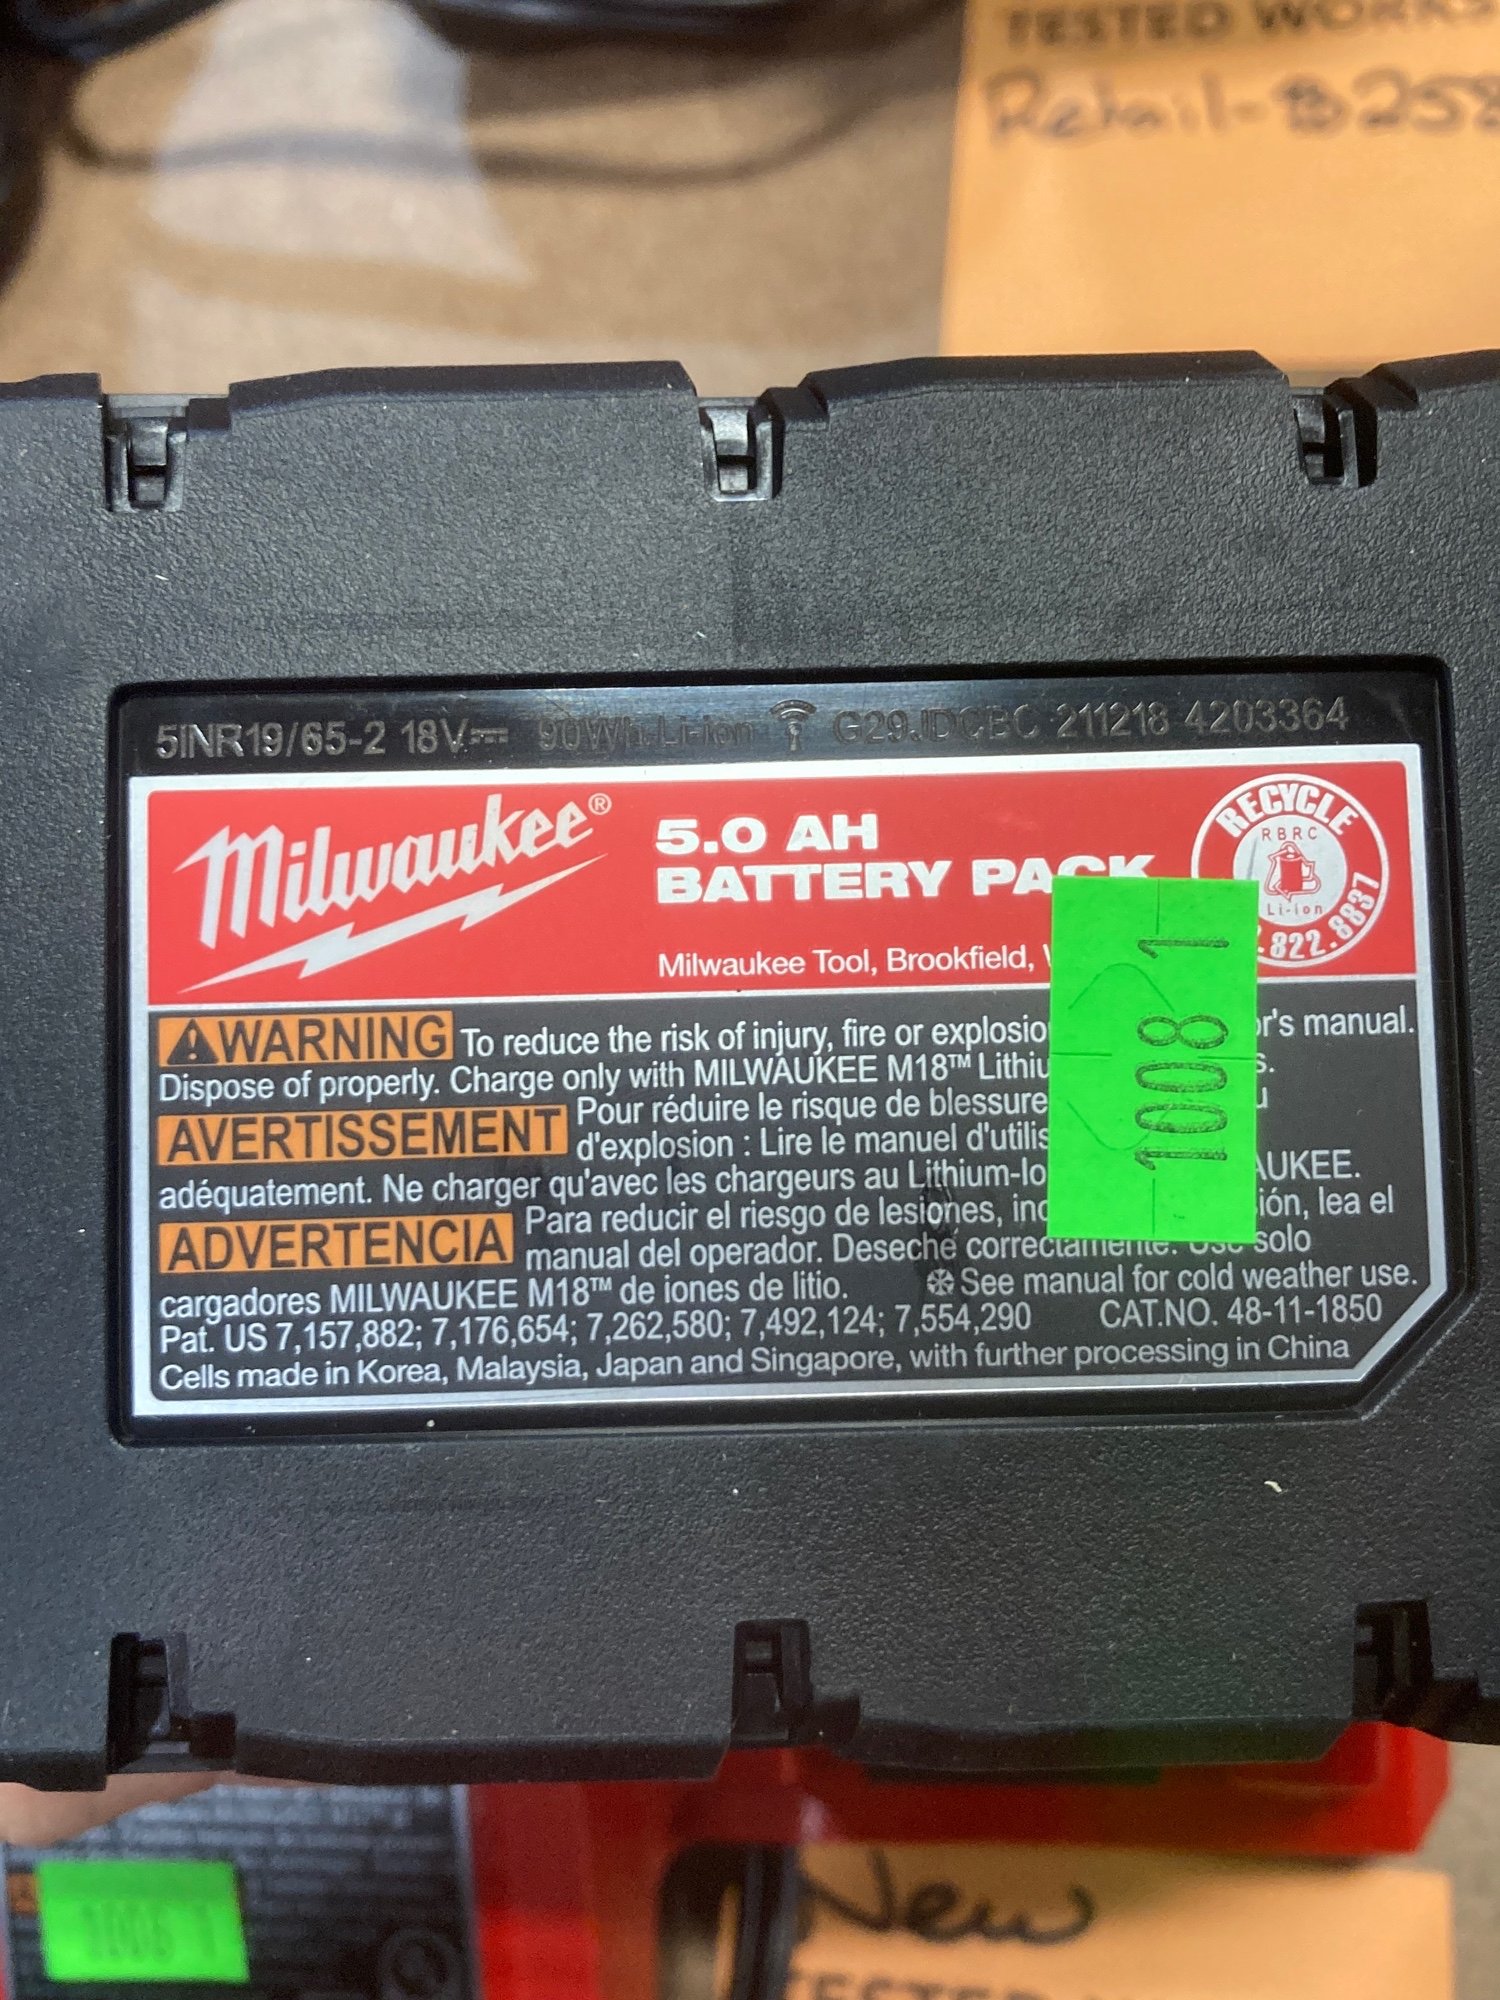 TESTED WORKS
Retail-$258
5INR19/65-2 18V⎓ 90Wh Li-ion G29JDCBC 211218 4203364
Milwaukee®
5.0 AH
BATTERY PACK
Milwaukee Tool, Brookfield,
RECYCLE
RBRC
Li-ion
.822.8837
10081
⚠WARNING To reduce the risk of injury, fire or explosio r's manual.
Dispose of properly. Charge only with MILWAUKEE M18™ Lithiu s.
AVERTISSEMENT Pour réduire le risque de blessure
d'explosion : Lire le manuel d'utilis
adéquatement. Ne charger qu'avec les chargeurs au Lithium-Io AUKEE.
ADVERTENCIA Para reducir el riesgo de lesiones, inc ión, lea el
manual del operador. Deseche correctamente. Use solo
cargadores MILWAUKEE M18™ de iones de litio. ❄See manual for cold weather use.
Pat. US 7,157,882; 7,176,654; 7,262,580; 7,492,124; 7,554,290 CAT.NO. 48-11-1850
Cells made in Korea, Malaysia, Japan and Singapore, with further processing in China
New